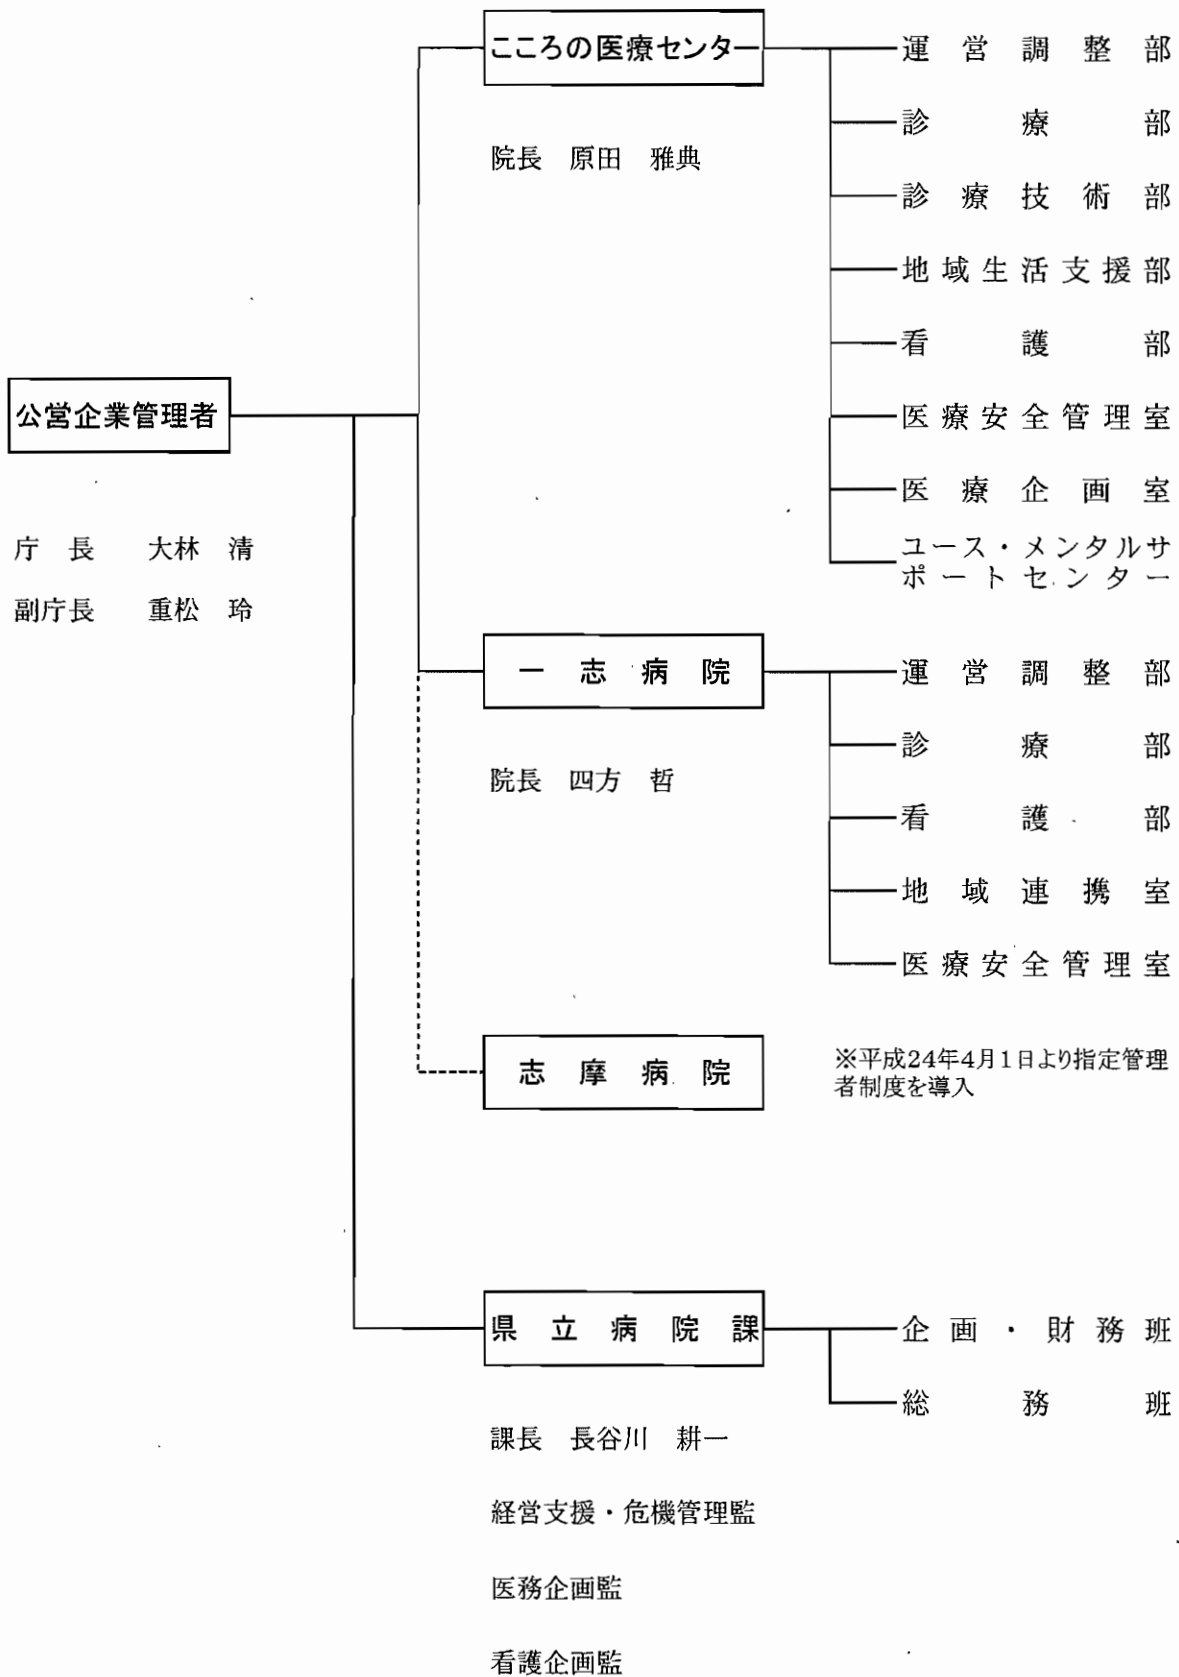 公営企業管理者
庁長 大林 清
副庁長 重松 玲
こころの医療センター
院長 原田 雅典
運営調整部
診療部
診療技術部
地域生活支援部
看護部
医療安全管理室
医療企画室
ユース・メンタルサ
ポートセンター
一志病院
院長 四方 哲
運営調整部
診療部
看護部
地域連携室
医療安全管理室
志摩病院
※平成24年4月1日より指定管理
者制度を導入
県立病院課
課長 長谷川 耕一
経営支援・危機管理監
医務企画監
看護企画監
企画・財務班
総務班